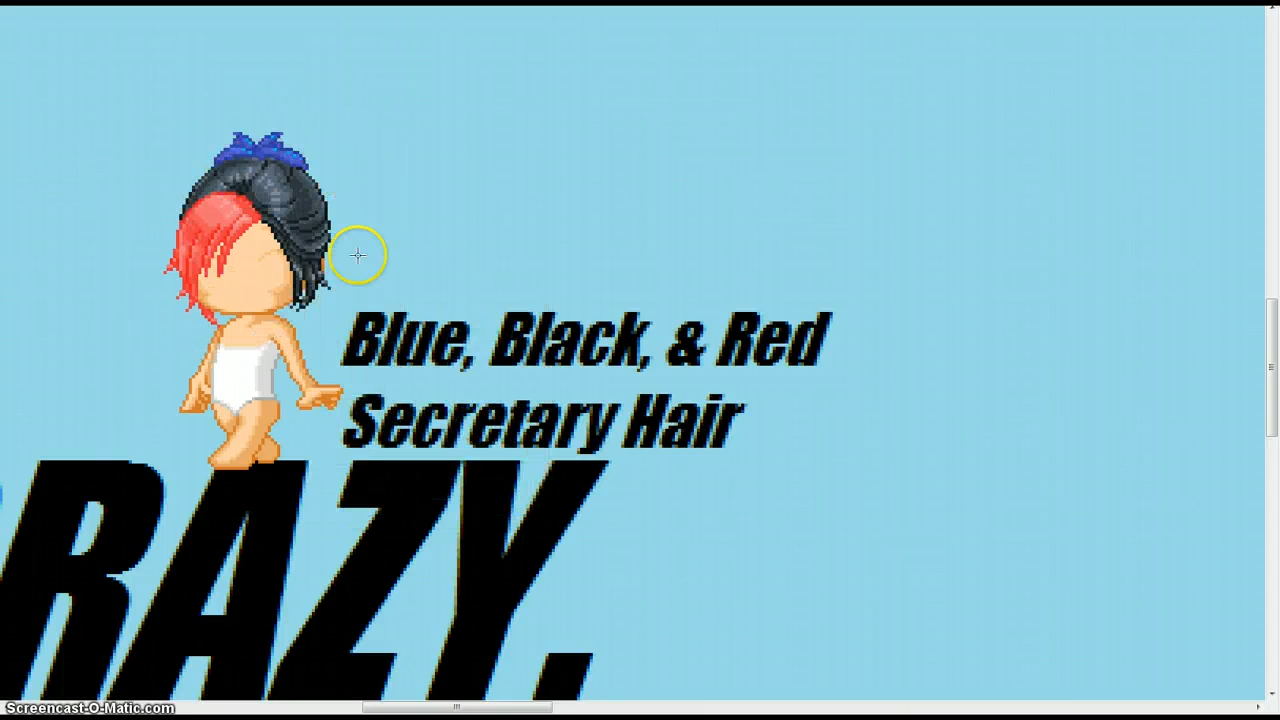 Blue, Black, & Red
Secretary Hair
RAZY.
Screencast-O-Matic.com